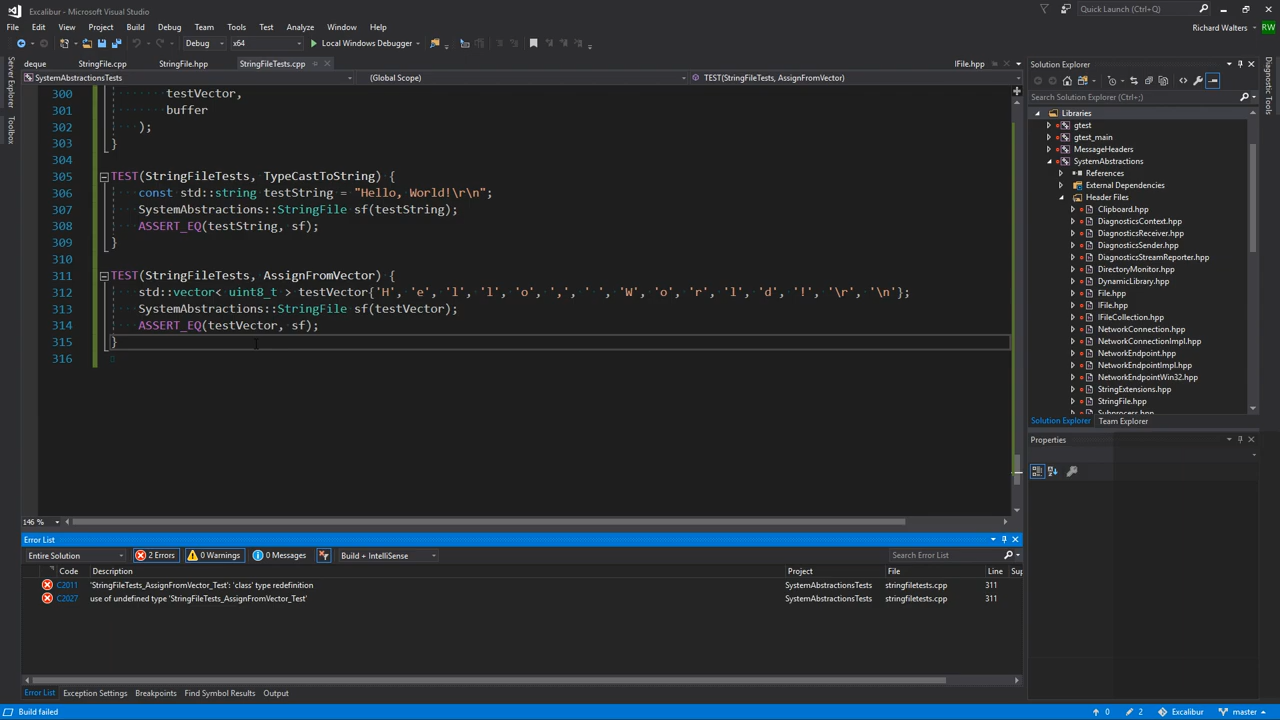 Excalibur - Microsoft Visual Studio
Quick Launch (Ctrl+Q)
File Edit View Project Build Debug Team Tools Test Analyze Window Help
Richard Walters RW
Debug x64 Local Windows Debugger
Server Explorer
Toolbox
deque StringFile.cpp StringFile.hpp StringFileTests.cpp IFile.hpp
SystemAbstractionsTests (Global Scope) TEST(StringFileTests, AssignFromVector)
300 testVector,
301 buffer
302 );
303 }
304
305 TEST(StringFileTests, TypeCastToString) {
306 const std::string testString = "Hello, World!\r\n";
307 SystemAbstractions::StringFile sf(testString);
308 ASSERT_EQ(testString, sf);
309 }
310
311 TEST(StringFileTests, AssignFromVector) {
312 std::vector< uint8_t > testVector{'H', 'e', 'l', 'l', 'o', ',', ' ', 'W', 'o', 'r', 'l', 'd', '!', '\r', '\n'};
313 SystemAbstractions::StringFile sf(testVector);
314 ASSERT_EQ(testVector, sf);
315 }
316
146 %
Solution Explorer
Search Solution Explorer (Ctrl+;)
Libraries
gtest
gtest_main
MessageHeaders
SystemAbstractions
References
External Dependencies
Header Files
Clipboard.hpp
DiagnosticsContext.hpp
DiagnosticsReceiver.hpp
DiagnosticsSender.hpp
DiagnosticsStreamReporter.hpp
DirectoryMonitor.hpp
DynamicLibrary.hpp
File.hpp
IFile.hpp
IFileCollection.hpp
NetworkConnection.hpp
NetworkConnectionImpl.hpp
NetworkEndpoint.hpp
NetworkEndpointImpl.hpp
NetworkEndpointWin32.hpp
StringExtensions.hpp
StringFile.hpp
Subprocess.hpp
Solution Explorer Team Explorer
Properties
Diagnostic Tools
Error List
Entire Solution 2 Errors 0 Warnings 0 Messages Build + IntelliSense Search Error List
Code Description Project File Line Sup
C2011 'StringFileTests_AssignFromVector_Test': 'class' type redefinition SystemAbstractionsTests stringfiletests.cpp 311
C2027 use of undefined type 'StringFileTests_AssignFromVector_Test' SystemAbstractionsTests stringfiletests.cpp 311
Error List Exception Settings Breakpoints Find Symbol Results Output
Build failed 0 2 Excalibur master